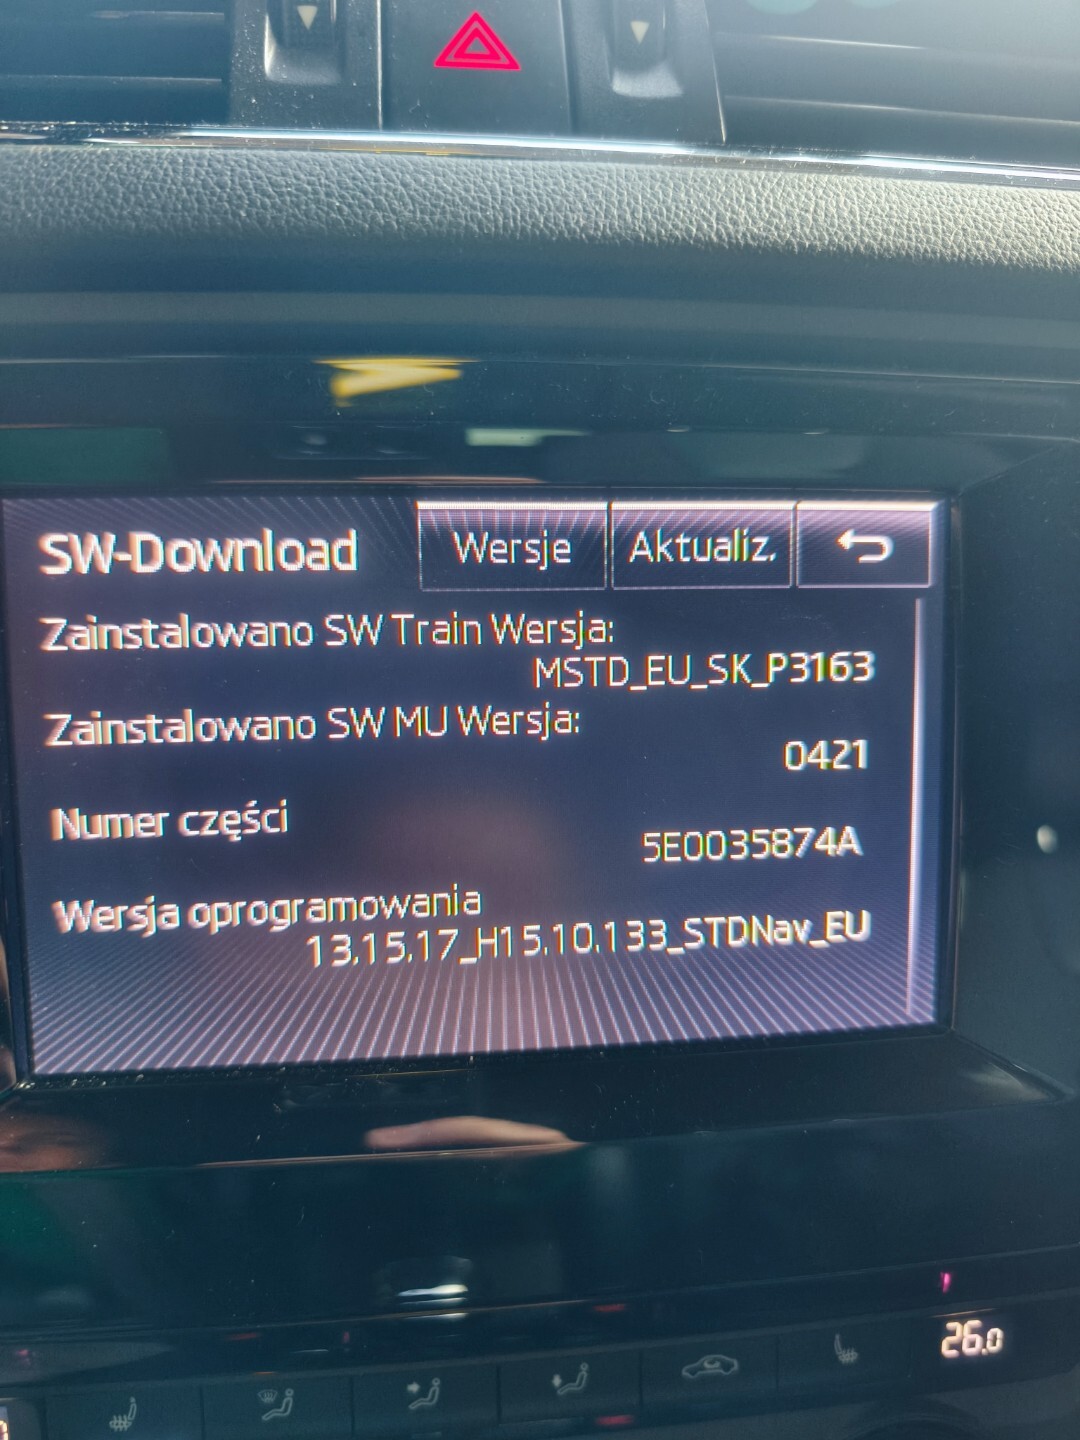 SW-Download Wersje Aktualiz.
Zainstalowano SW Train Wersja:
MSTD_EU_SK_P3163
Zainstalowano SW MU Wersja:
0421
Numer części
5E0035874A
Wersja oprogramowania
13.15.17_H15.10.133_STDNav_EU
26.0